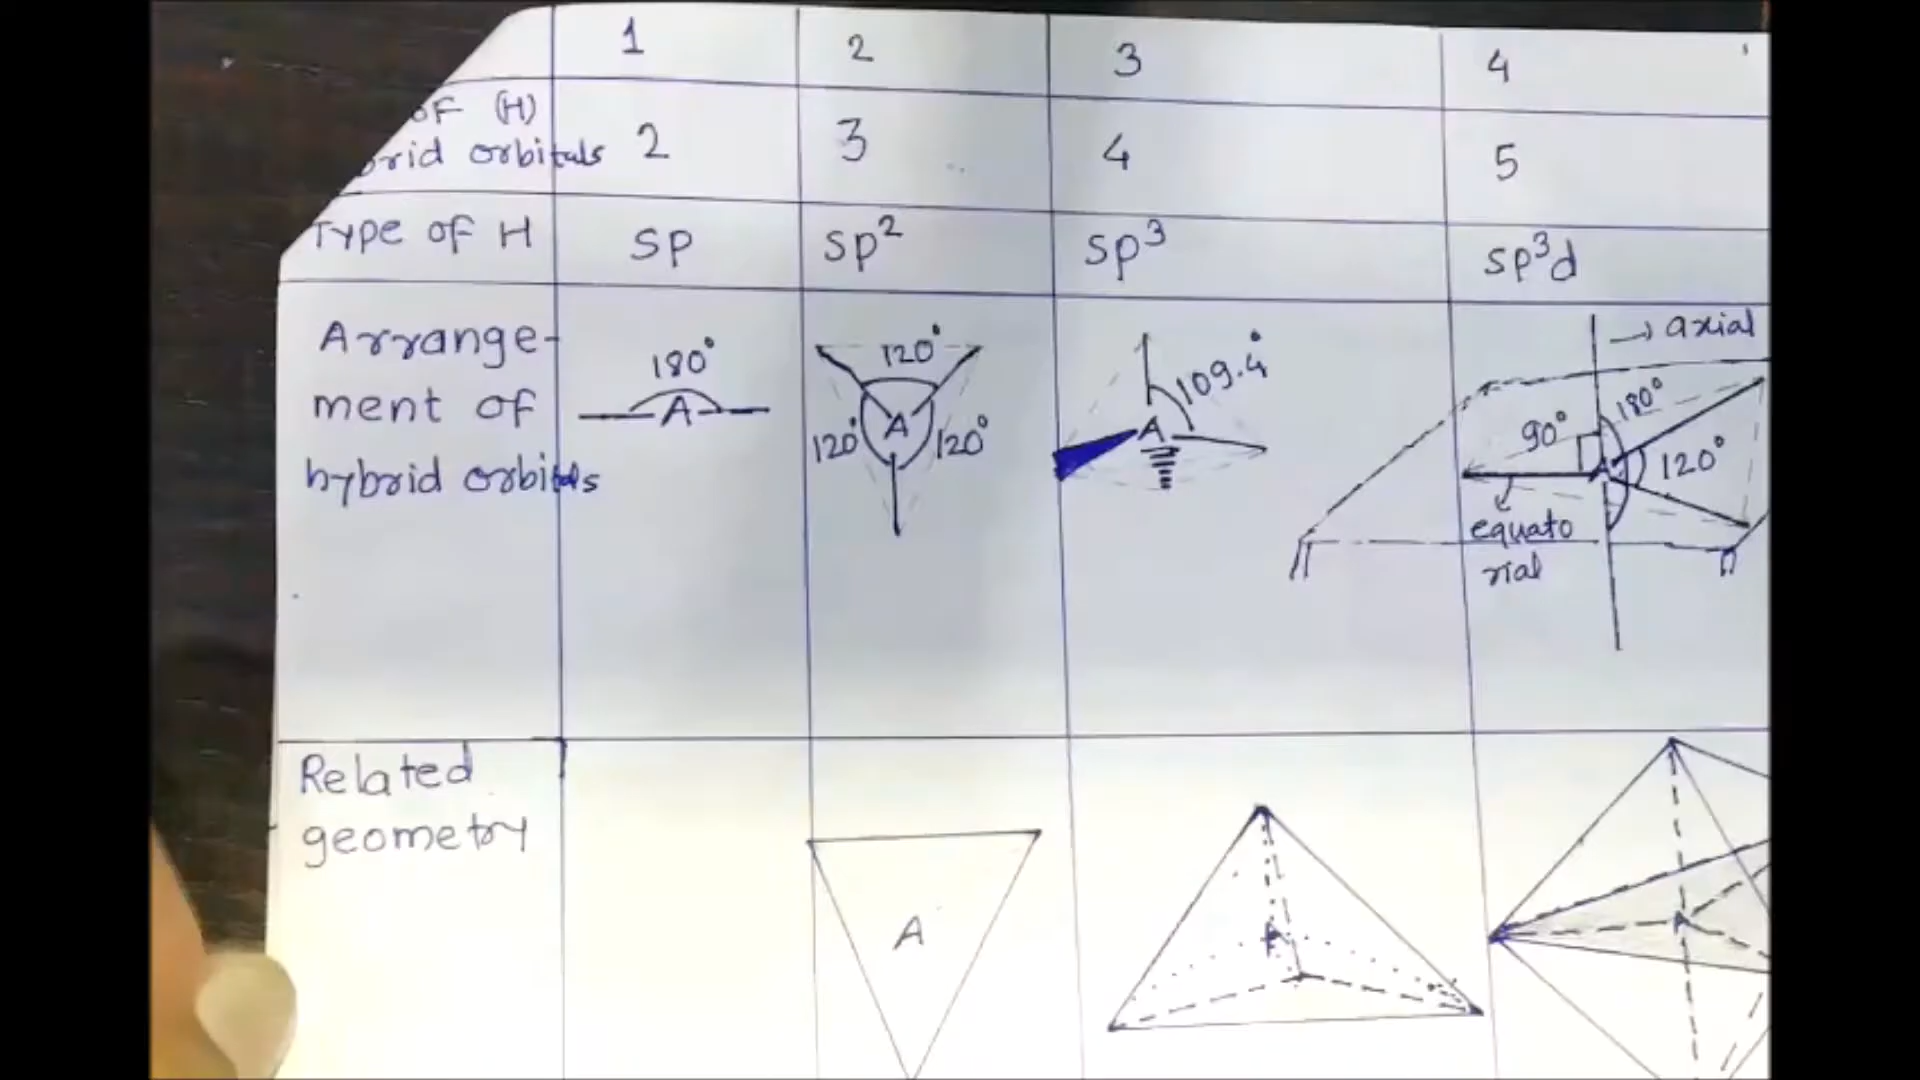 1 2 3 4
OF (H)
brid orbitals 2 3 4 5
Type of H sp sp² sp³ sp³d
Arrange-
ment of
hybrid orbitals
180°
A
120°
A
120° 120°
109.4°
A
→ axial
180°
90°
120°
A
equato
rial
Related
geometry
A
A
A